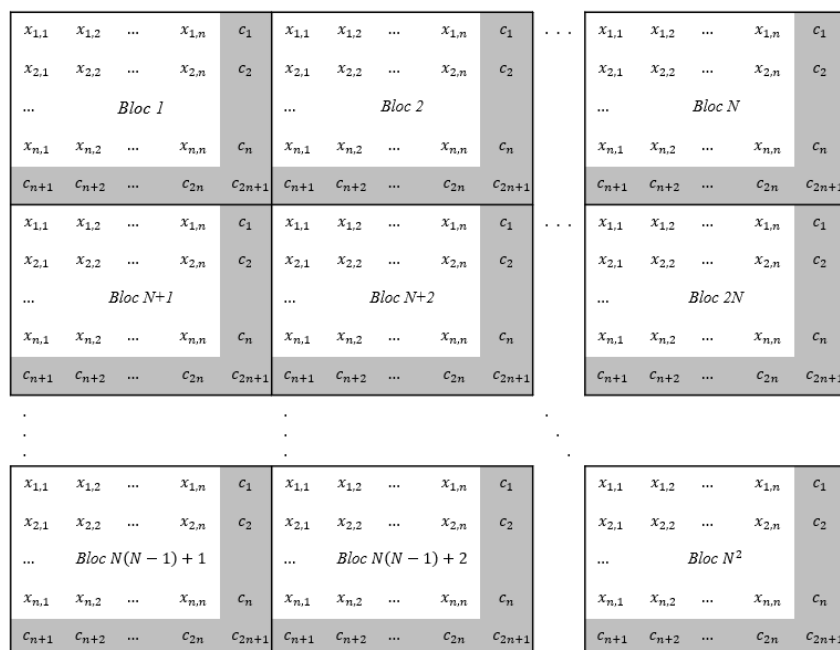 x₁,₁ x₁,₂ ... x₁,ₙ c₁ x₁,₁ x₁,₂ ... x₁,ₙ c₁ . . . x₁,₁ x₁,₂ ... x₁,ₙ c₁
x₂,₁ x₂,₂ ... x₂,ₙ c₂ x₂,₁ x₂,₂ ... x₂,ₙ c₂ x₂,₁ x₂,₂ ... x₂,ₙ c₂
... Bloc 1 ... Bloc 2 ... Bloc N
xₙ,₁ xₙ,₂ ... xₙ,ₙ cₙ xₙ,₁ xₙ,₂ ... xₙ,ₙ cₙ xₙ,₁ xₙ,₂ ... xₙ,ₙ cₙ
cₙ₊₁ cₙ₊₂ ... c₂ₙ c₂ₙ₊₁ cₙ₊₁ cₙ₊₂ ... c₂ₙ c₂ₙ₊₁ cₙ₊₁ cₙ₊₂ ... c₂ₙ c₂ₙ₊₁
x₁,₁ x₁,₂ ... x₁,ₙ c₁ x₁,₁ x₁,₂ ... x₁,ₙ c₁ . . . x₁,₁ x₁,₂ ... x₁,ₙ c₁
x₂,₁ x₂,₂ ... x₂,ₙ c₂ x₂,₁ x₂,₂ ... x₂,ₙ c₂ x₂,₁ x₂,₂ ... x₂,ₙ c₂
... Bloc N+1 ... Bloc N+2 ... Bloc 2N
xₙ,₁ xₙ,₂ ... xₙ,ₙ cₙ xₙ,₁ xₙ,₂ ... xₙ,ₙ cₙ xₙ,₁ xₙ,₂ ... xₙ,ₙ cₙ
cₙ₊₁ cₙ₊₂ ... c₂ₙ c₂ₙ₊₁ cₙ₊₁ cₙ₊₂ ... c₂ₙ c₂ₙ₊₁ cₙ₊₁ cₙ₊₂ ... c₂ₙ c₂ₙ₊₁
. . .
. . .
. . .
x₁,₁ x₁,₂ ... x₁,ₙ c₁ x₁,₁ x₁,₂ ... x₁,ₙ c₁ x₁,₁ x₁,₂ ... x₁,ₙ c₁
x₂,₁ x₂,₂ ... x₂,ₙ c₂ x₂,₁ x₂,₂ ... x₂,ₙ c₂ x₂,₁ x₂,₂ ... x₂,ₙ c₂
... Bloc N(N − 1) + 1 ... Bloc N(N − 1) + 2 ... Bloc N²
xₙ,₁ xₙ,₂ ... xₙ,ₙ cₙ xₙ,₁ xₙ,₂ ... xₙ,ₙ cₙ xₙ,₁ xₙ,₂ ... xₙ,ₙ cₙ
cₙ₊₁ cₙ₊₂ ... c₂ₙ c₂ₙ₊₁ cₙ₊₁ cₙ₊₂ ... c₂ₙ c₂ₙ₊₁ cₙ₊₁ cₙ₊₂ ... c₂ₙ c₂ₙ₊₁